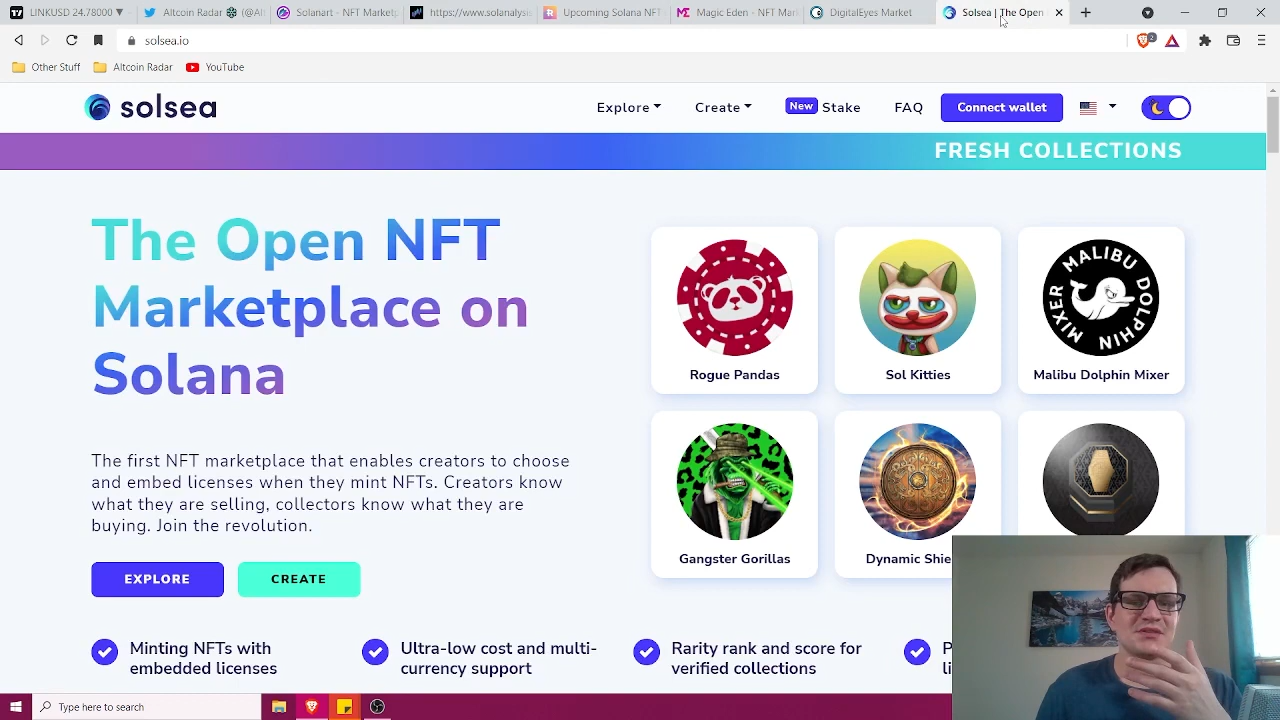 LINKUSD 24.78000 ▼
Altcoin Radar
(@Alt
Solanart - NFT Marketp
https://www.solanalysis
Upcoming Solana NFT
Magic Eden - NFT Mar
DigitalEyes Market
Solsea | The Open
solsea.io
2
Other Stuff
Altcoin Radar
YouTube
solsea
Explore
Create
New Stake
FAQ
Connect wallet
FRESH COLLECTIONS
The Open NFT
Marketplace on
Solana
The first NFT marketplace that enables creators to choose
and embed licenses when they mint NFTs. Creators know
what they are selling, collectors know what they are
buying. Join the revolution.
EXPLORE
CREATE
Rogue Pandas
Sol Kitties
MALIBU DOLPHIN MIXER
Malibu Dolphin Mixer
Gangster Gorillas
Dynamic Shie
Minting NFTs with
embedded licenses
Ultra-low cost and multi-
currency support
Rarity rank and score for
verified collections
Type here to search